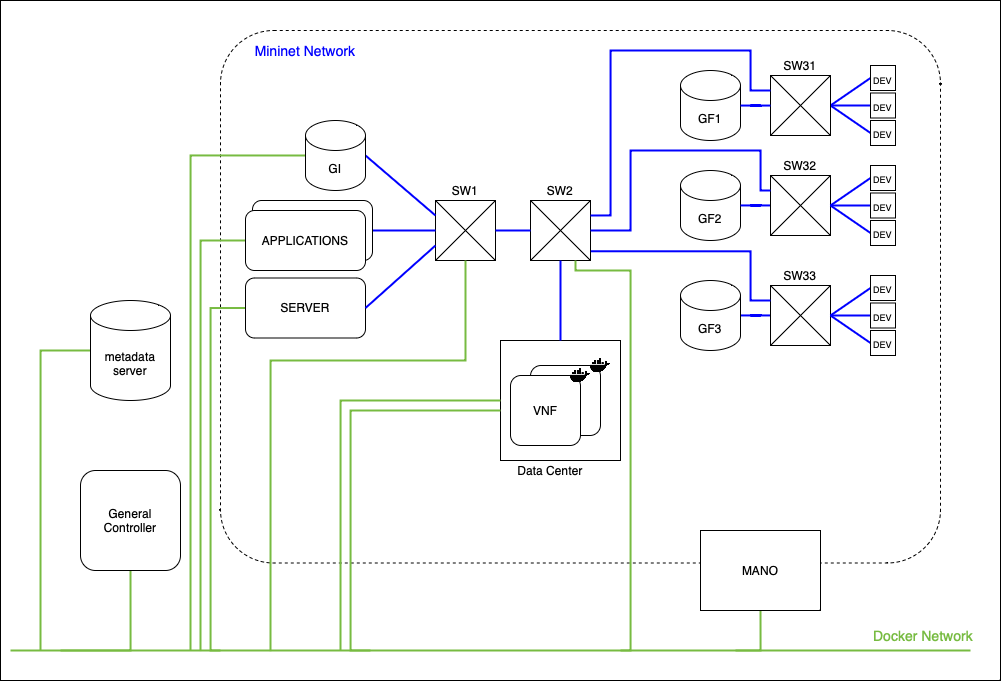 Mininet Network
SW31
DEV
GF1
DEV
DEV
GI
SW32
DEV
SW1
SW2
GF2
DEV
DEV
APPLICATIONS
SW33
DEV
SERVER
GF3
DEV
DEV
metadata
server
VNF
Data Center
General
Controller
MANO
Docker Network